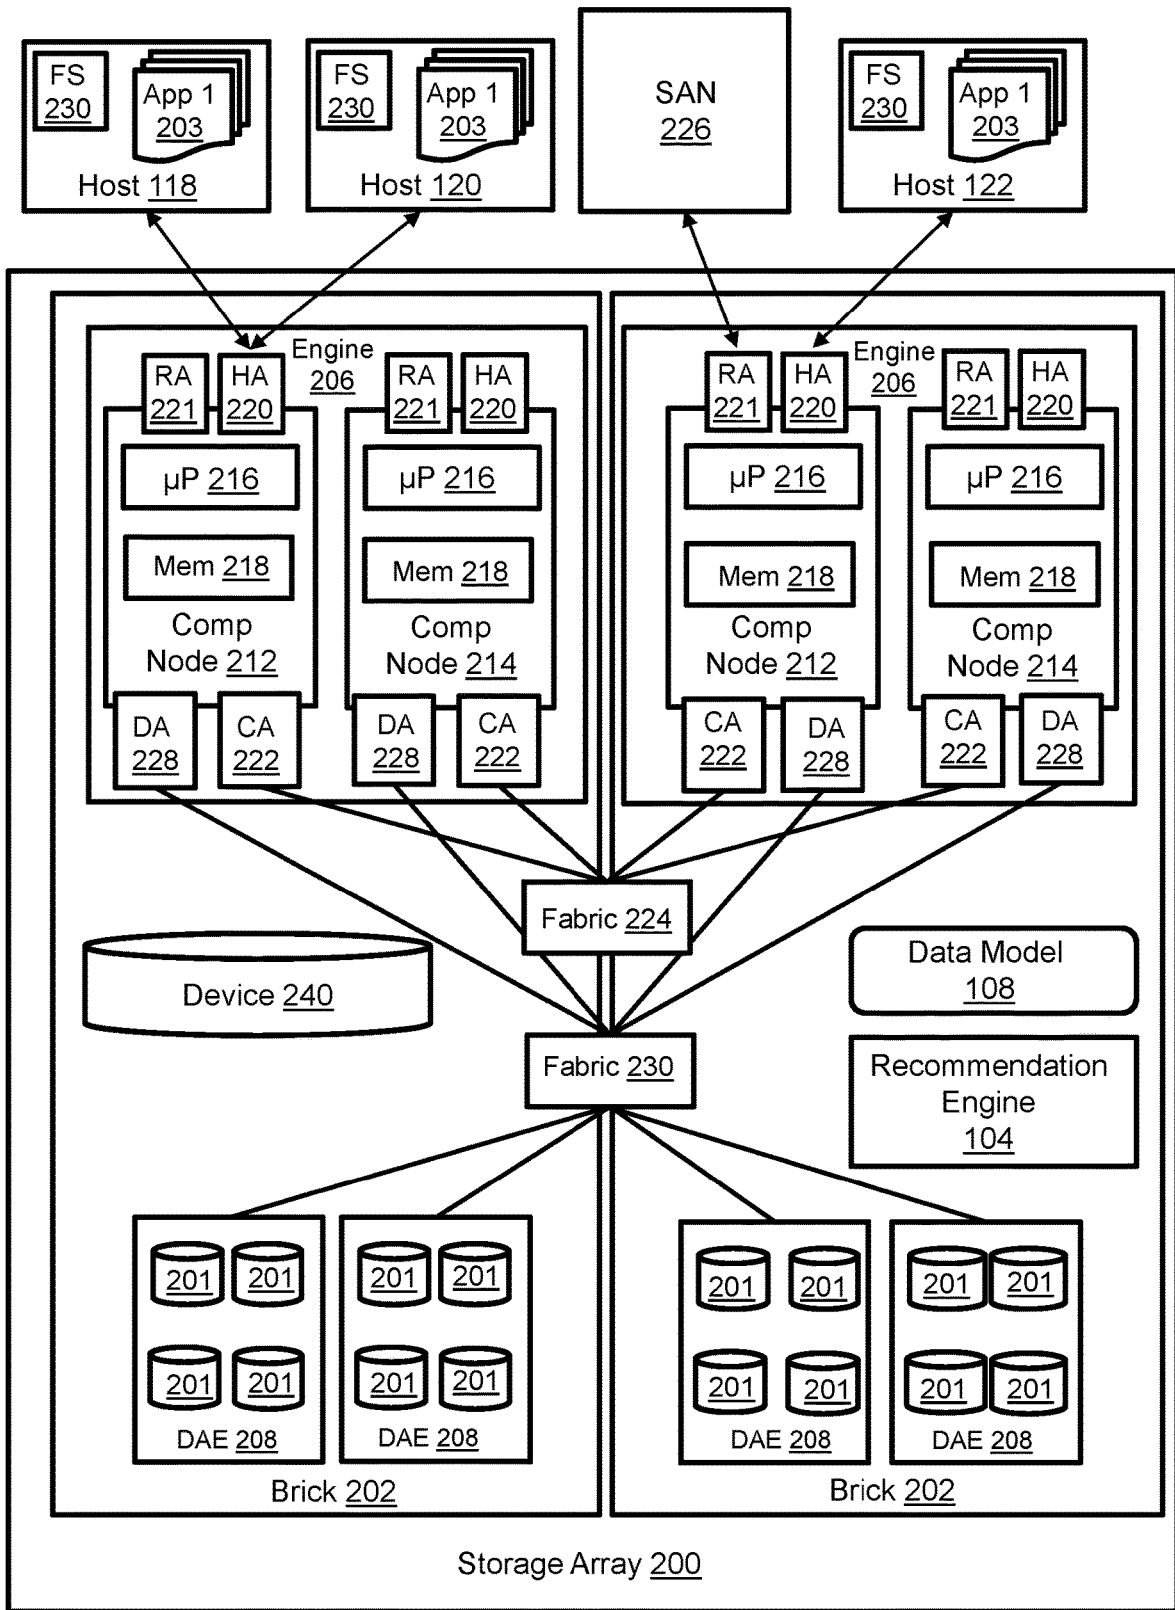 FS
230
App 1
203
Host 118
FS
230
App 1
203
Host 120
SAN
226
FS
230
App 1
203
Host 122
Engine
206
RA
221
HA
220
RA
221
HA
220
µP 216
µP 216
Mem 218
Mem 218
Comp
Node 212
Comp
Node 214
DA
228
CA
222
DA
228
CA
222
Engine
206
RA
221
HA
220
RA
221
HA
220
µP 216
µP 216
Mem 218
Mem 218
Comp
Node 212
Comp
Node 214
CA
222
DA
228
CA
222
DA
228
Fabric 224
Device 240
Data Model
108
Fabric 230
Recommendation
Engine
104
201 201
201 201
DAE 208
201 201
201 201
DAE 208
Brick 202
201 201
201 201
DAE 208
201 201
201 201
DAE 208
Brick 202
Storage Array 200